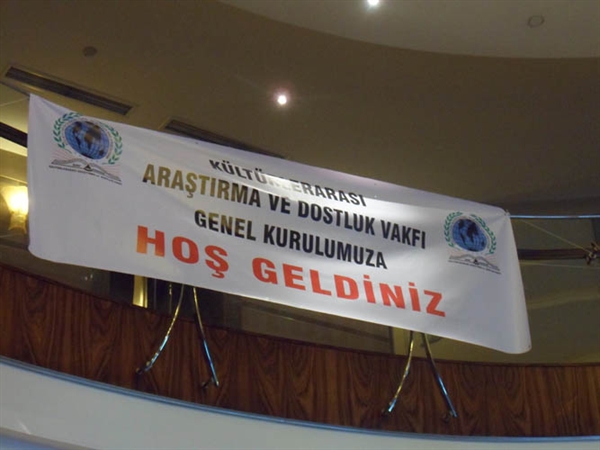 KÜLTÜRLERARASI
ARAŞTIRMA VE DOSTLUK VAKFI
GENEL KURULUMUZA
HOŞ GELDİNİZ